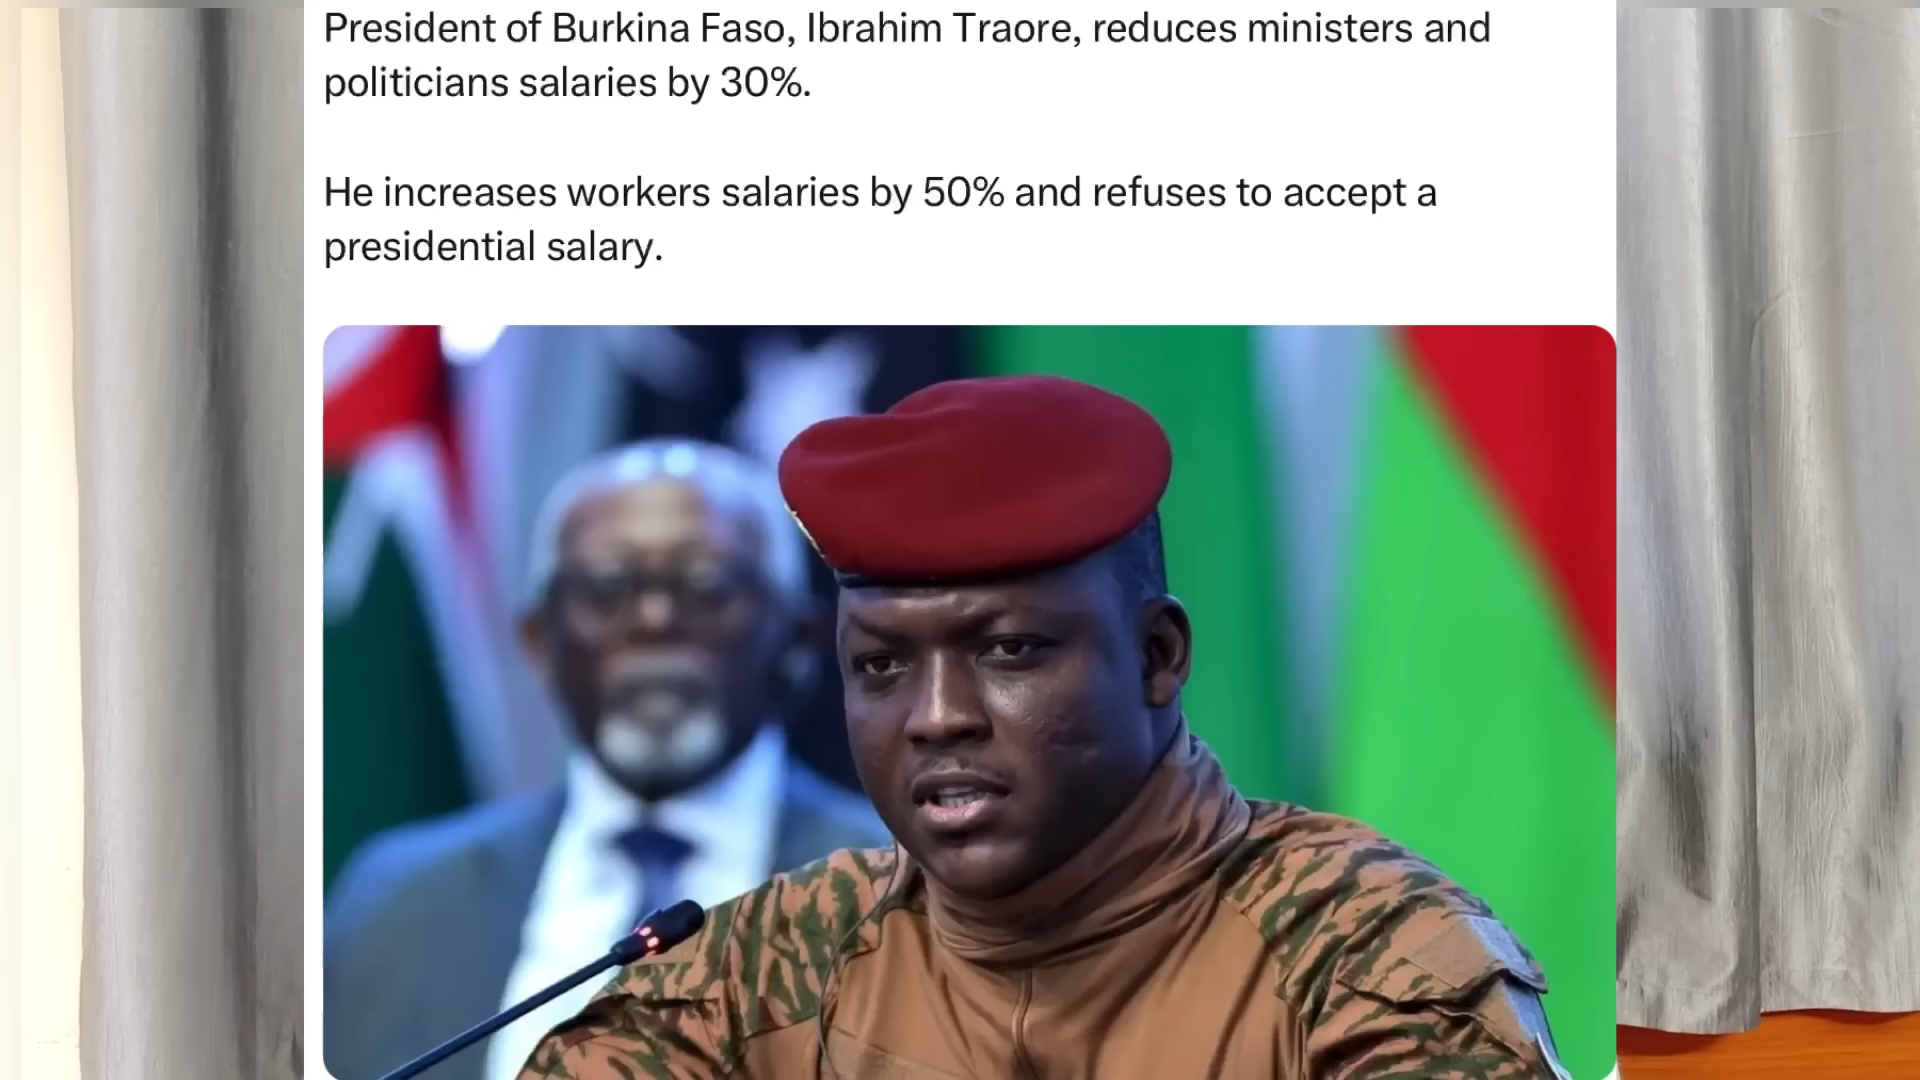 President of Burkina Faso, Ibrahim Traore, reduces ministers and
politicians salaries by 30%.
He increases workers salaries by 50% and refuses to accept a
presidential salary.